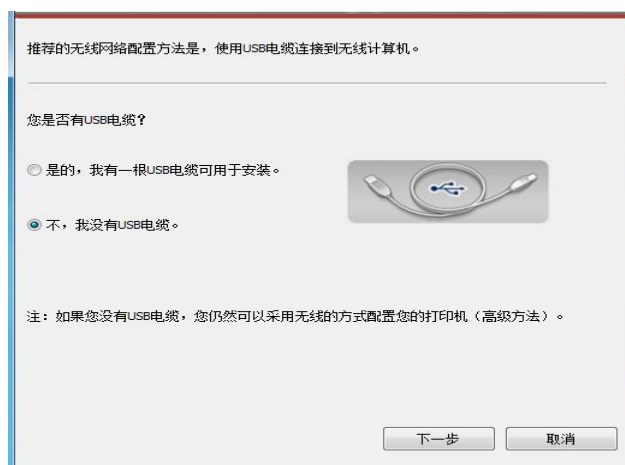 推荐的无线网络配置方法是，使用USB电缆连接到无线计算机。
您是否有USB电缆?
是的，我有一根USB电缆可用于安装。
不，我没有USB电缆。
注：如果您没有USB电缆，您仍然可以采用无线的方式配置您的打印机（高级方法）。
下一步
取消